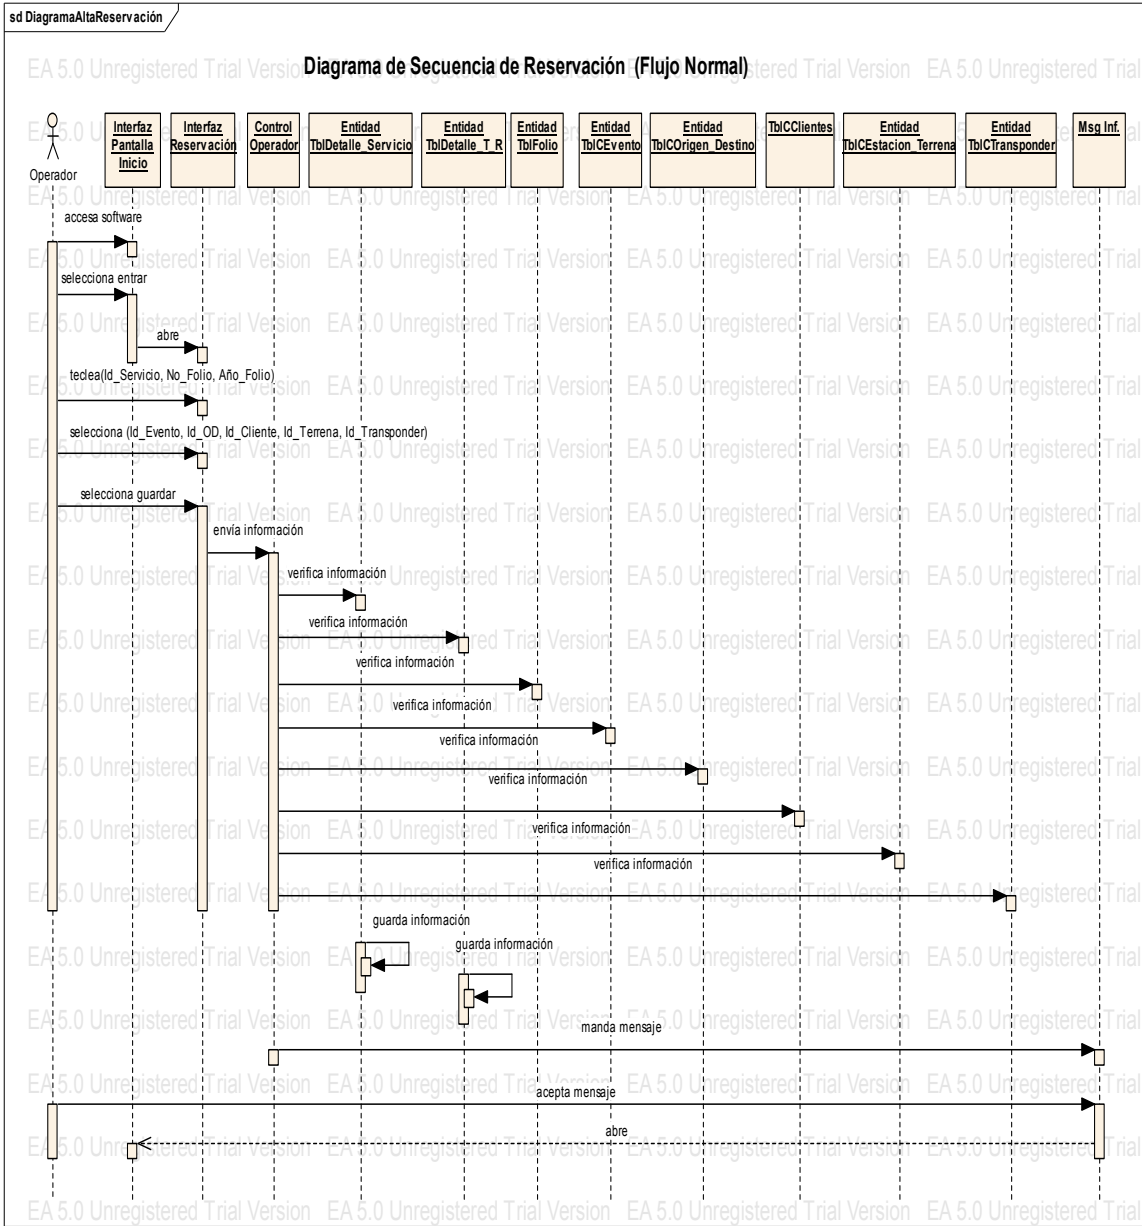 sd DiagramaAltaReservación
Diagrama de Secuencia de Reservación (Flujo Normal)
Operador
Interfaz
Pantalla
Inicio
Interfaz
Reservación
Control
Operador
Entidad
TblDetalle_Servicio
Entidad
TblDetalle_T_R
Entidad
TblFolio
Entidad
TblCEvento
Entidad
TblCOrigen_Destino
TblCClientes
Entidad
TblCEstacion_Terrena
Entidad
TblCTransponder
Msg Inf.
accesa software
selecciona entrar
abre
teclea(Id_Servicio, No_Folio, Año_Folio)
selecciona (Id_Evento, Id_OD, Id_Cliente, Id_Terrena, Id_Transponder)
selecciona guardar
envía información
verifica información
verifica información
verifica información
verifica información
verifica información
verifica información
verifica información
verifica información
guarda información
guarda información
manda mensaje
acepta mensaje
abre
EA 5.0 Unregistered Trial Version